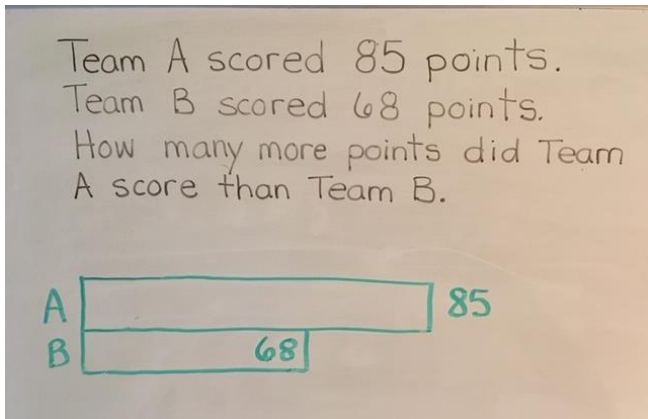 Team A scored 85 points.
Team B scored 68 points.
How many more points did Team
A score than Team B.
A 85
B 68